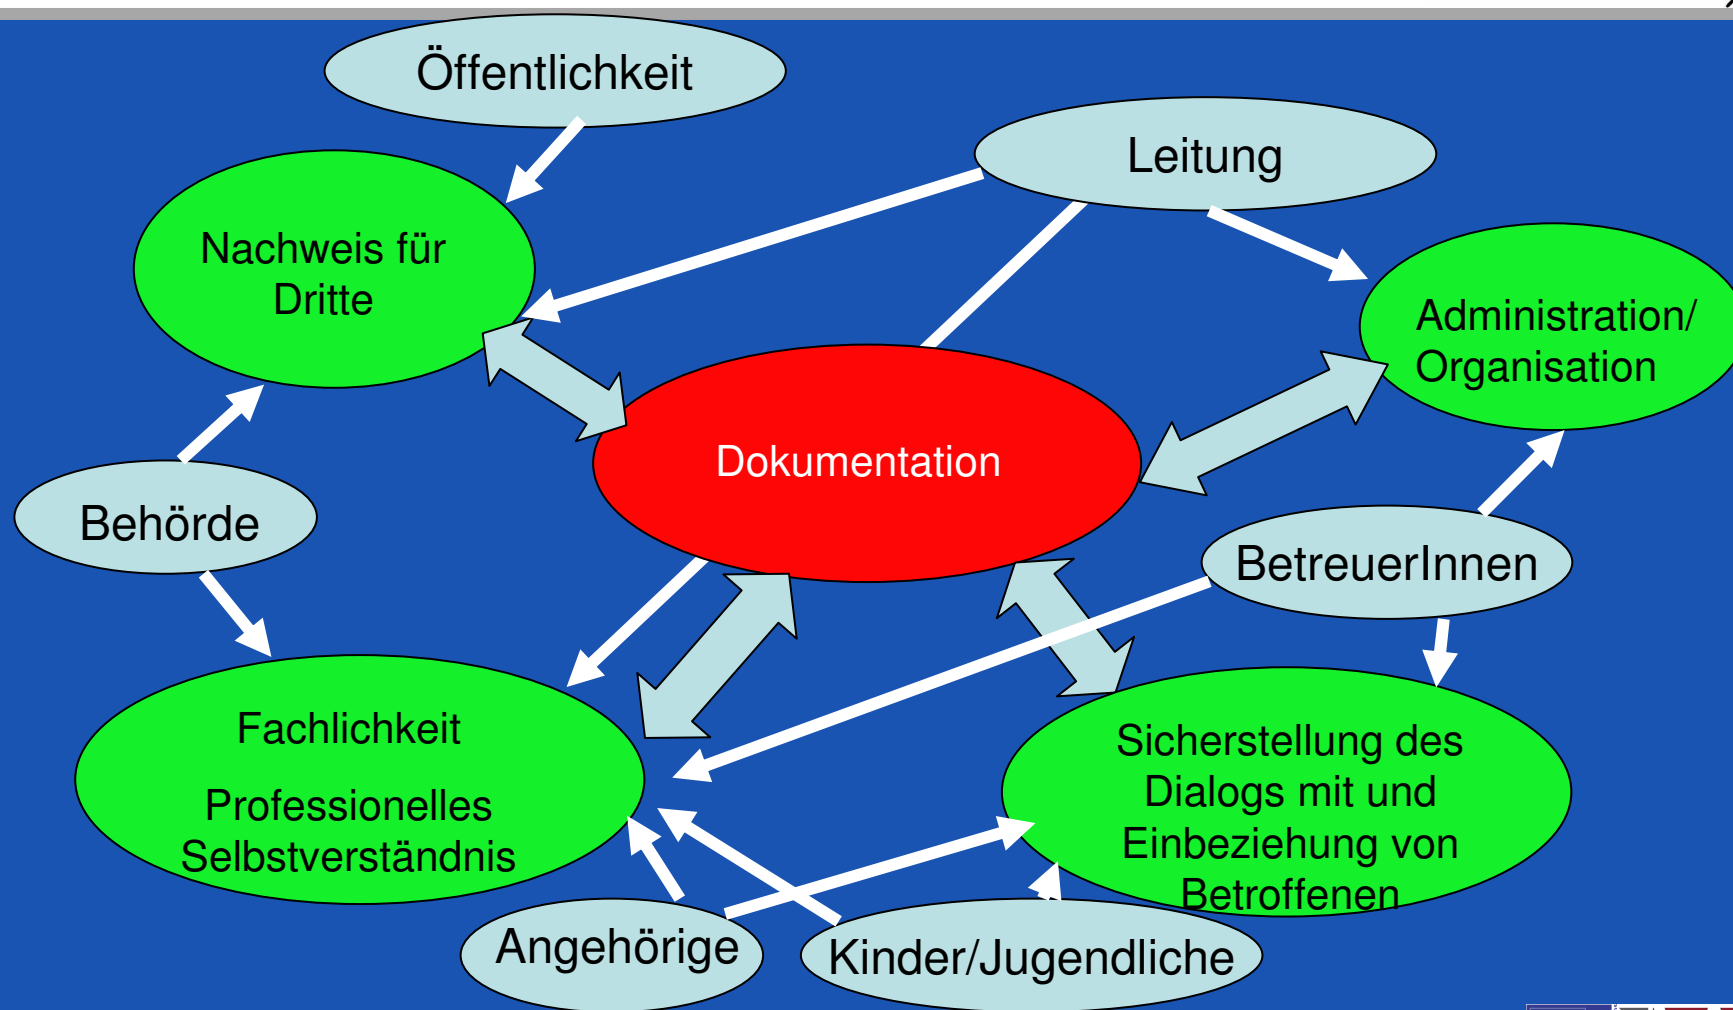 Öffentlichkeit
Leitung
Nachweis für
Dritte
Administration/
Organisation
Dokumentation
Behörde
BetreuerInnen
Fachlichkeit
Professionelles
Selbstverständnis
Sicherstellung des
Dialogs mit und
Einbeziehung von
Betroffenen
Angehörige
Kinder/Jugendliche